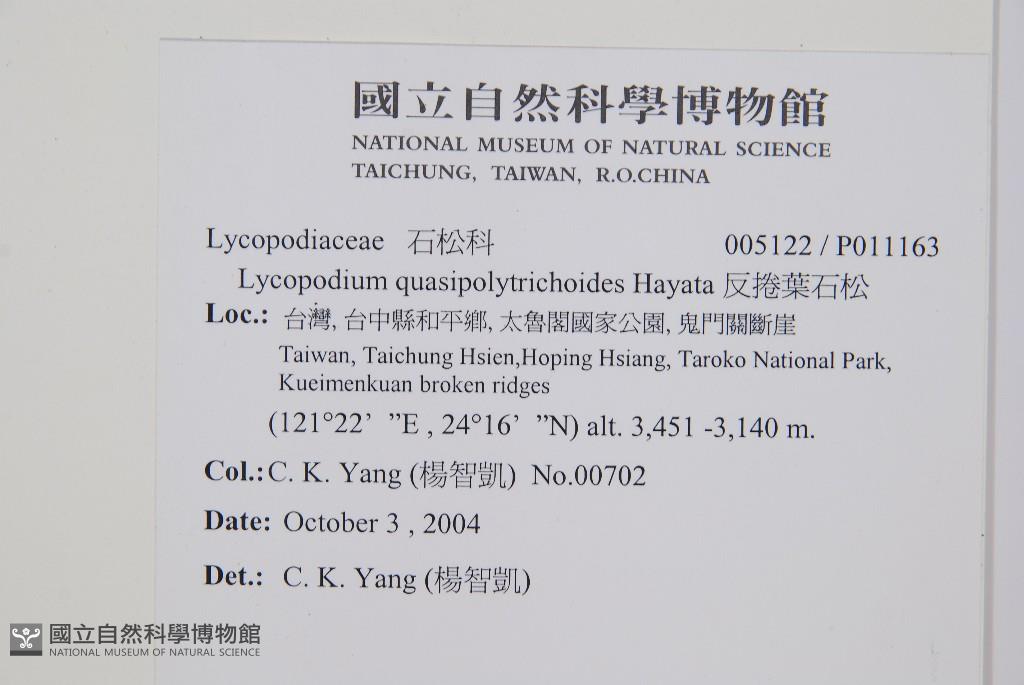 國立自然科學博物館
NATIONAL MUSEUM OF NATURAL SCIENCE
TAICHUNG, TAIWAN, R.O.CHINA
Lycopodiaceae 石松科 005122 / P011163
Lycopodium quasipolytrichoides Hayata 反捲葉石松
Loc.: 台灣, 台中縣和平鄉, 太魯閣國家公園, 鬼門關斷崖
Taiwan, Taichung Hsien,Hoping Hsiang, Taroko National Park,
Kueimenkuan broken ridges
(121°22’ ”E , 24°16’ ”N) alt. 3,451 -3,140 m.
Col.: C. K. Yang (楊智凱) No.00702
Date: October 3 , 2004
Det.: C. K. Yang (楊智凱)
國立自然科學博物館
NATIONAL MUSEUM OF NATURAL SCIENCE